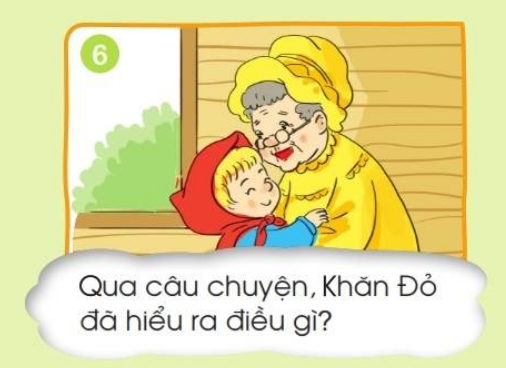 6
Qua câu chuyện, Khăn Đỏ
đã hiểu ra điều gì?